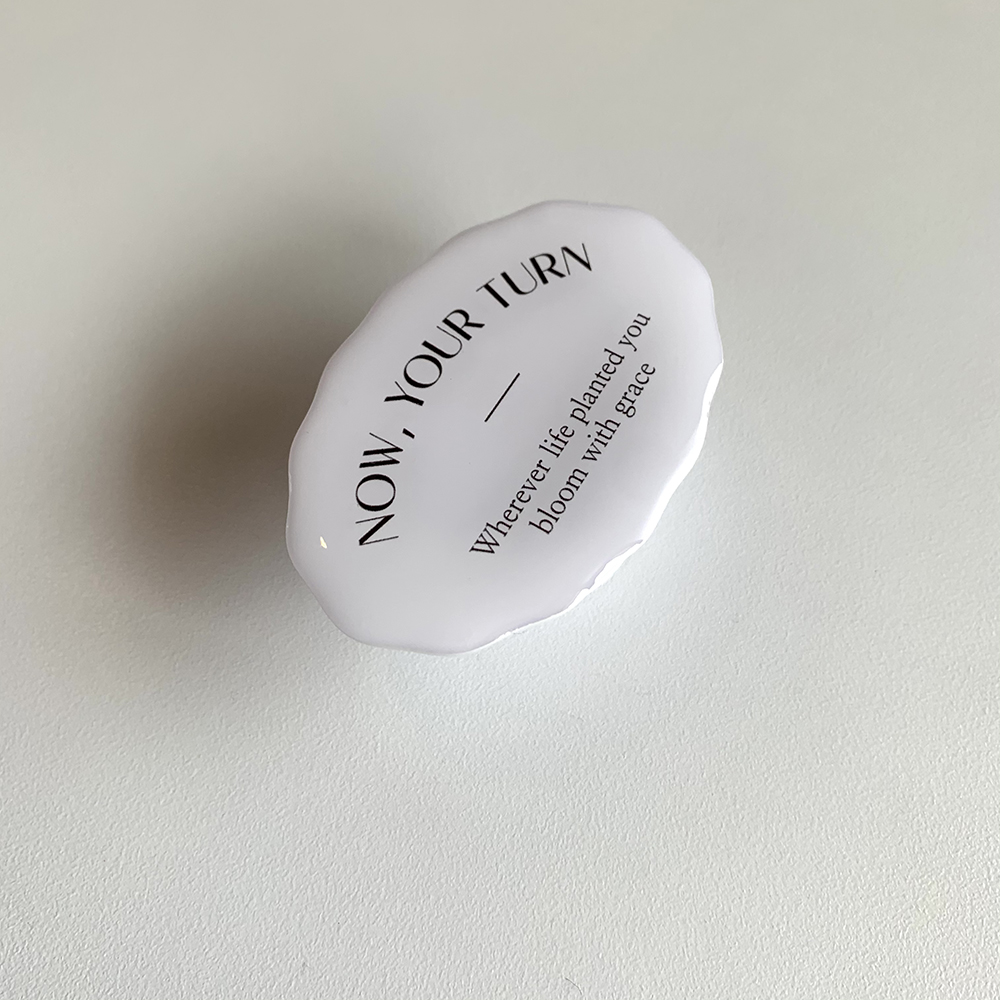 NOW, YOUR TURN
Wherever life planted you
bloom with grace